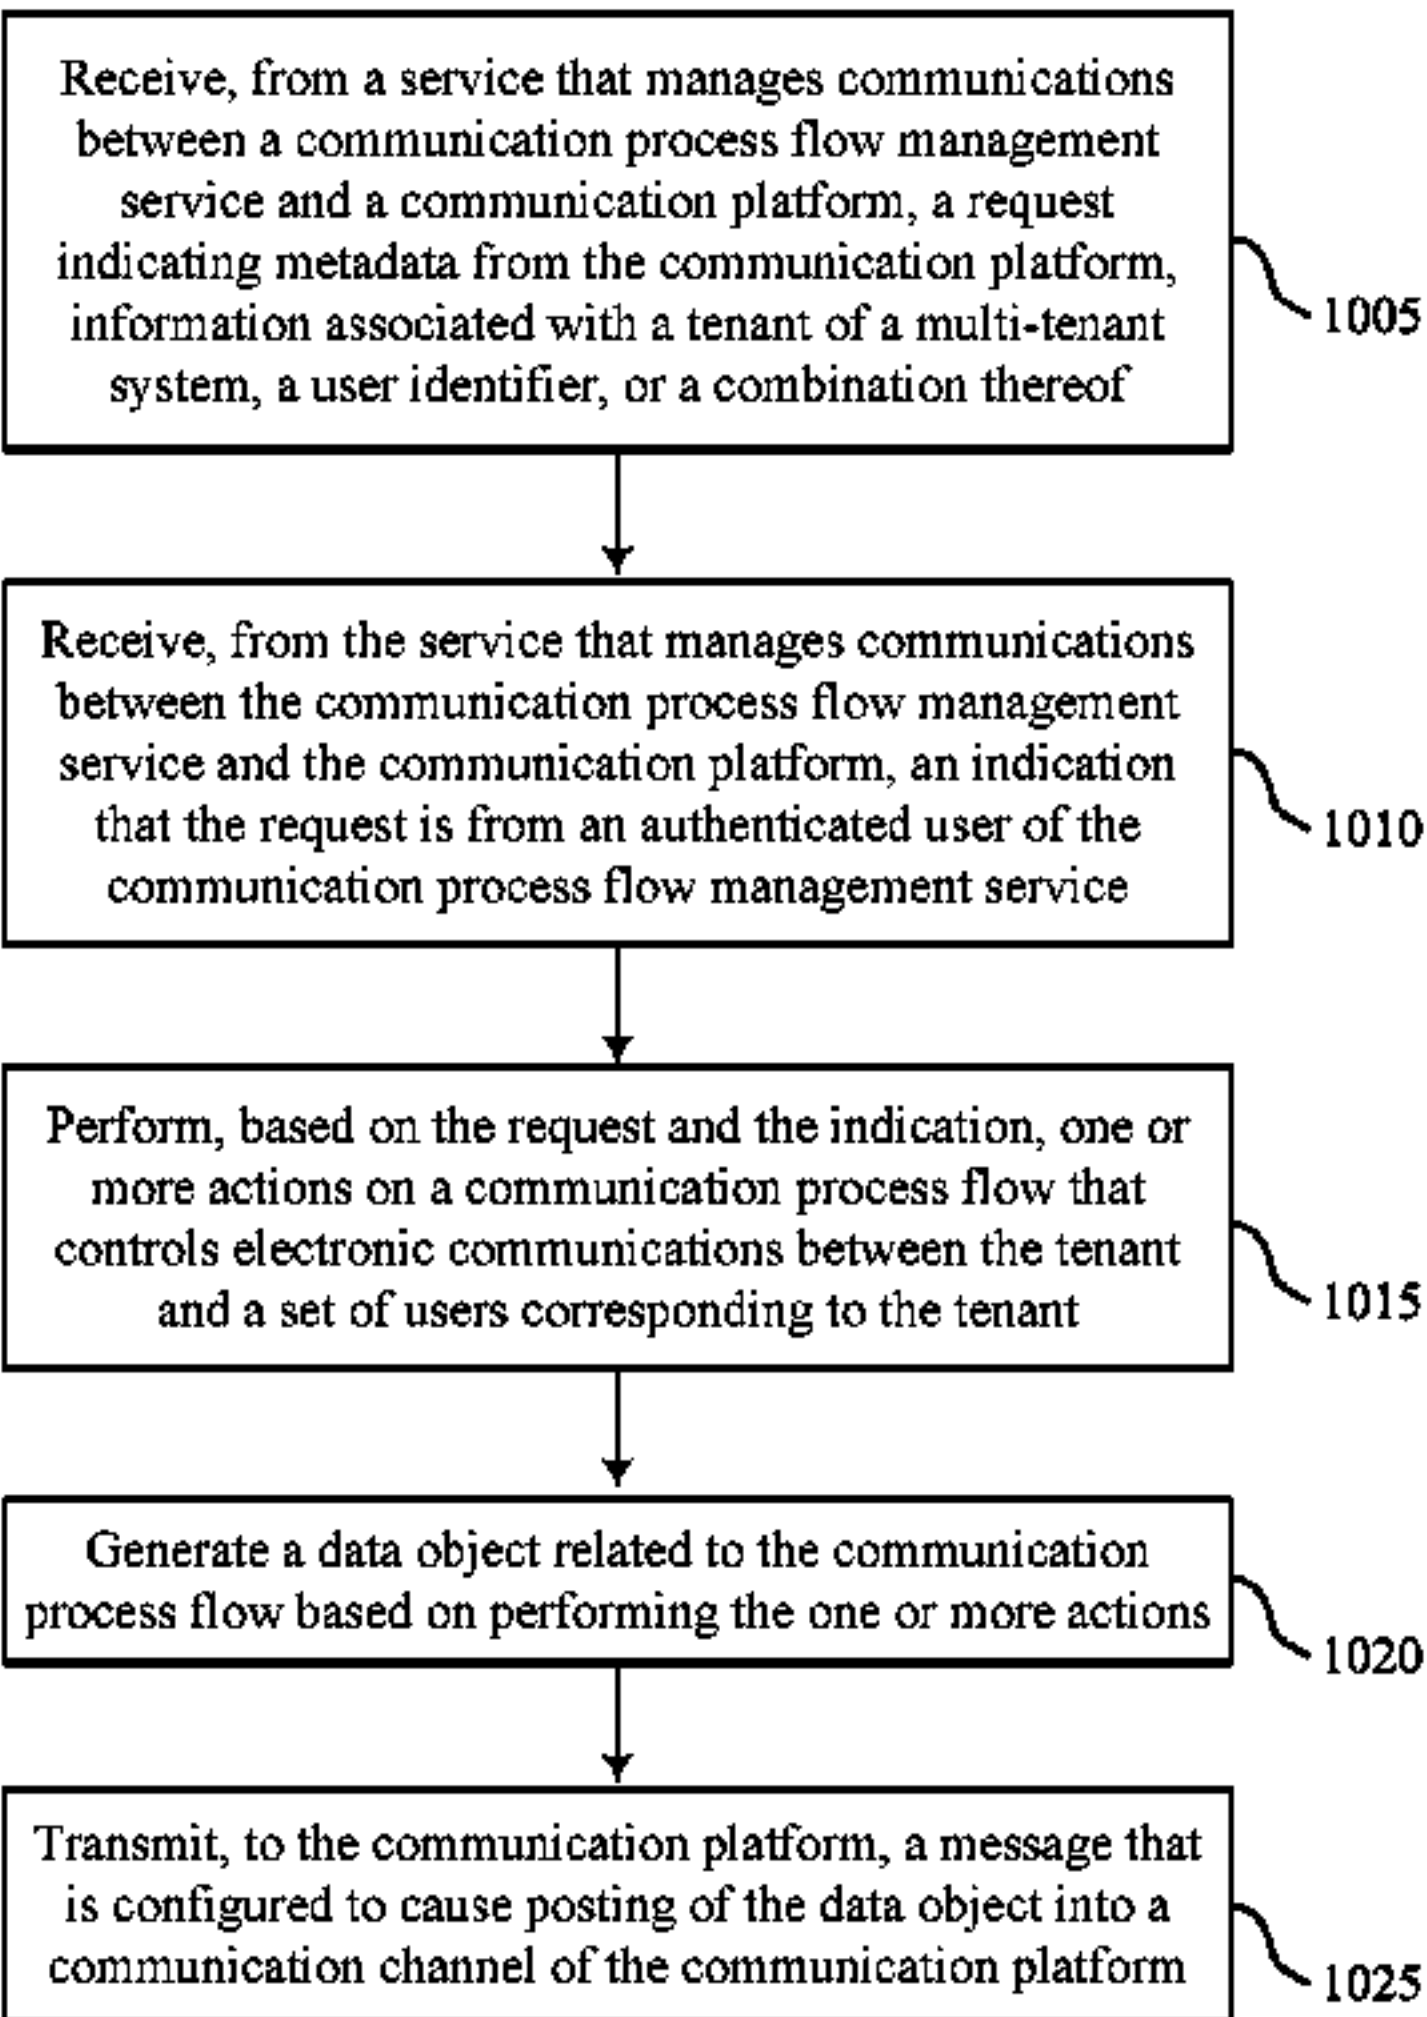 Receive, from a service that manages communications
between a communication process flow management
service and a communication platform, a request
indicating metadata from the communication platform,
information associated with a tenant of a multi-tenant
system, a user identifier, or a combination thereof
1005
Receive, from the service that manages communications
between the communication process flow management
service and the communication platform, an indication
that the request is from an authenticated user of the
communication process flow management service
1010
Perform, based on the request and the indication, one or
more actions on a communication process flow that
controls electronic communications between the tenant
and a set of users corresponding to the tenant
1015
Generate a data object related to the communication
process flow based on performing the one or more actions
1020
Transmit, to the communication platform, a message that
is configured to cause posting of the data object into a
communication channel of the communication platform
1025